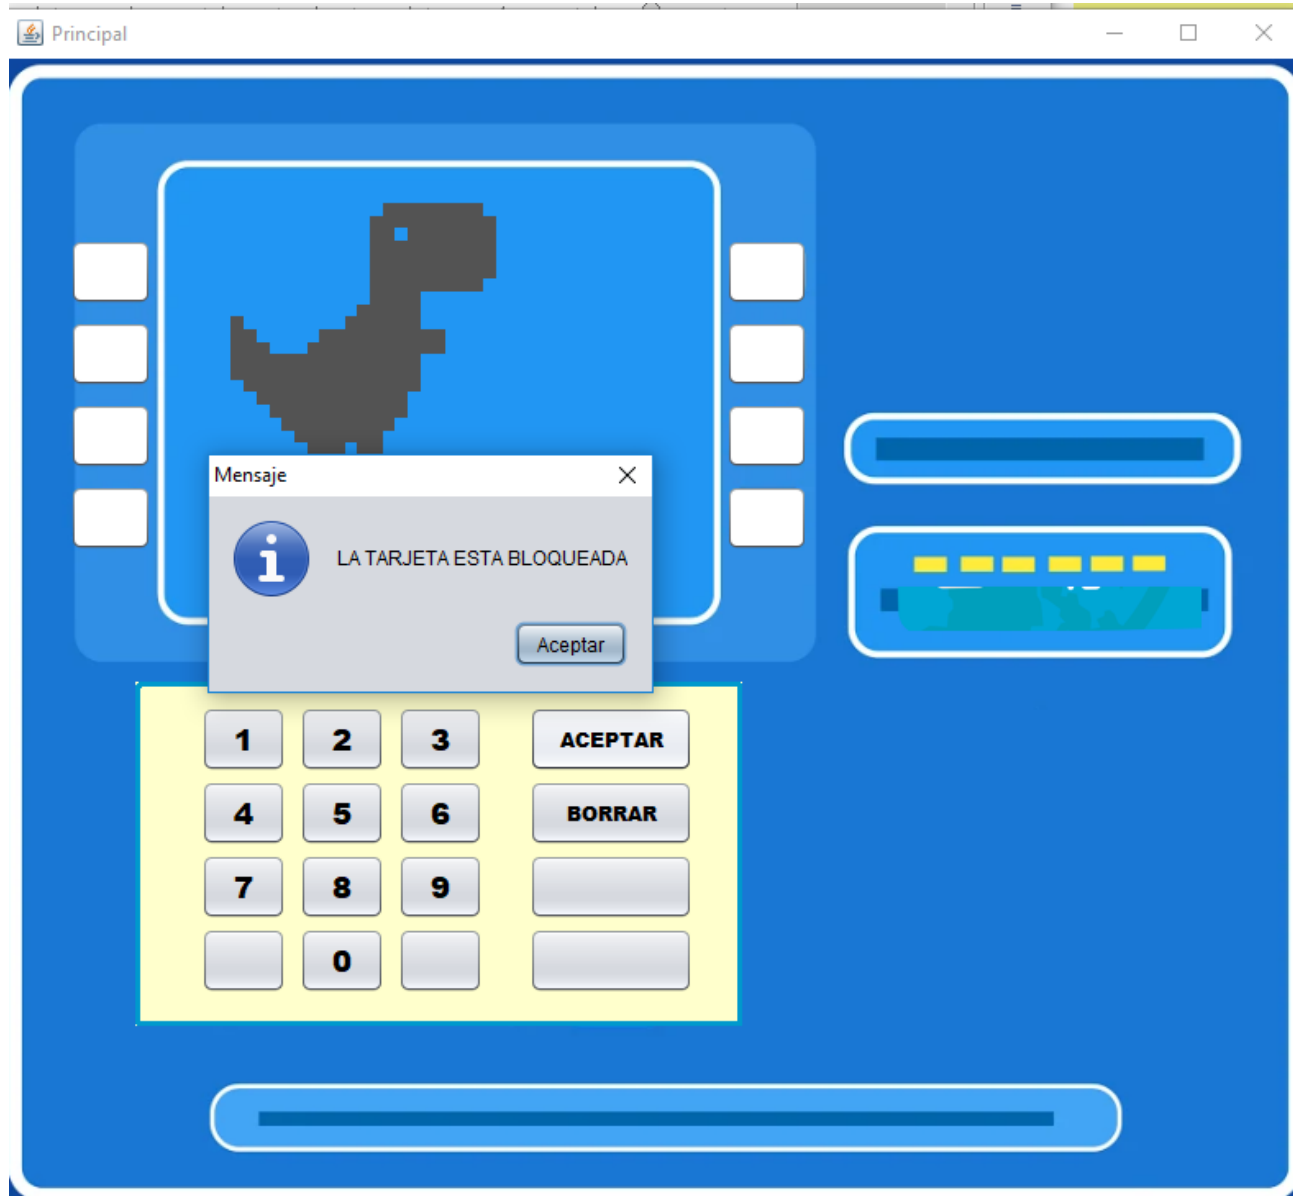 Principal
Mensaje
LA TARJETA ESTA BLOQUEADA
Aceptar
1 2 3 ACEPTAR
4 5 6 BORRAR
7 8 9
0